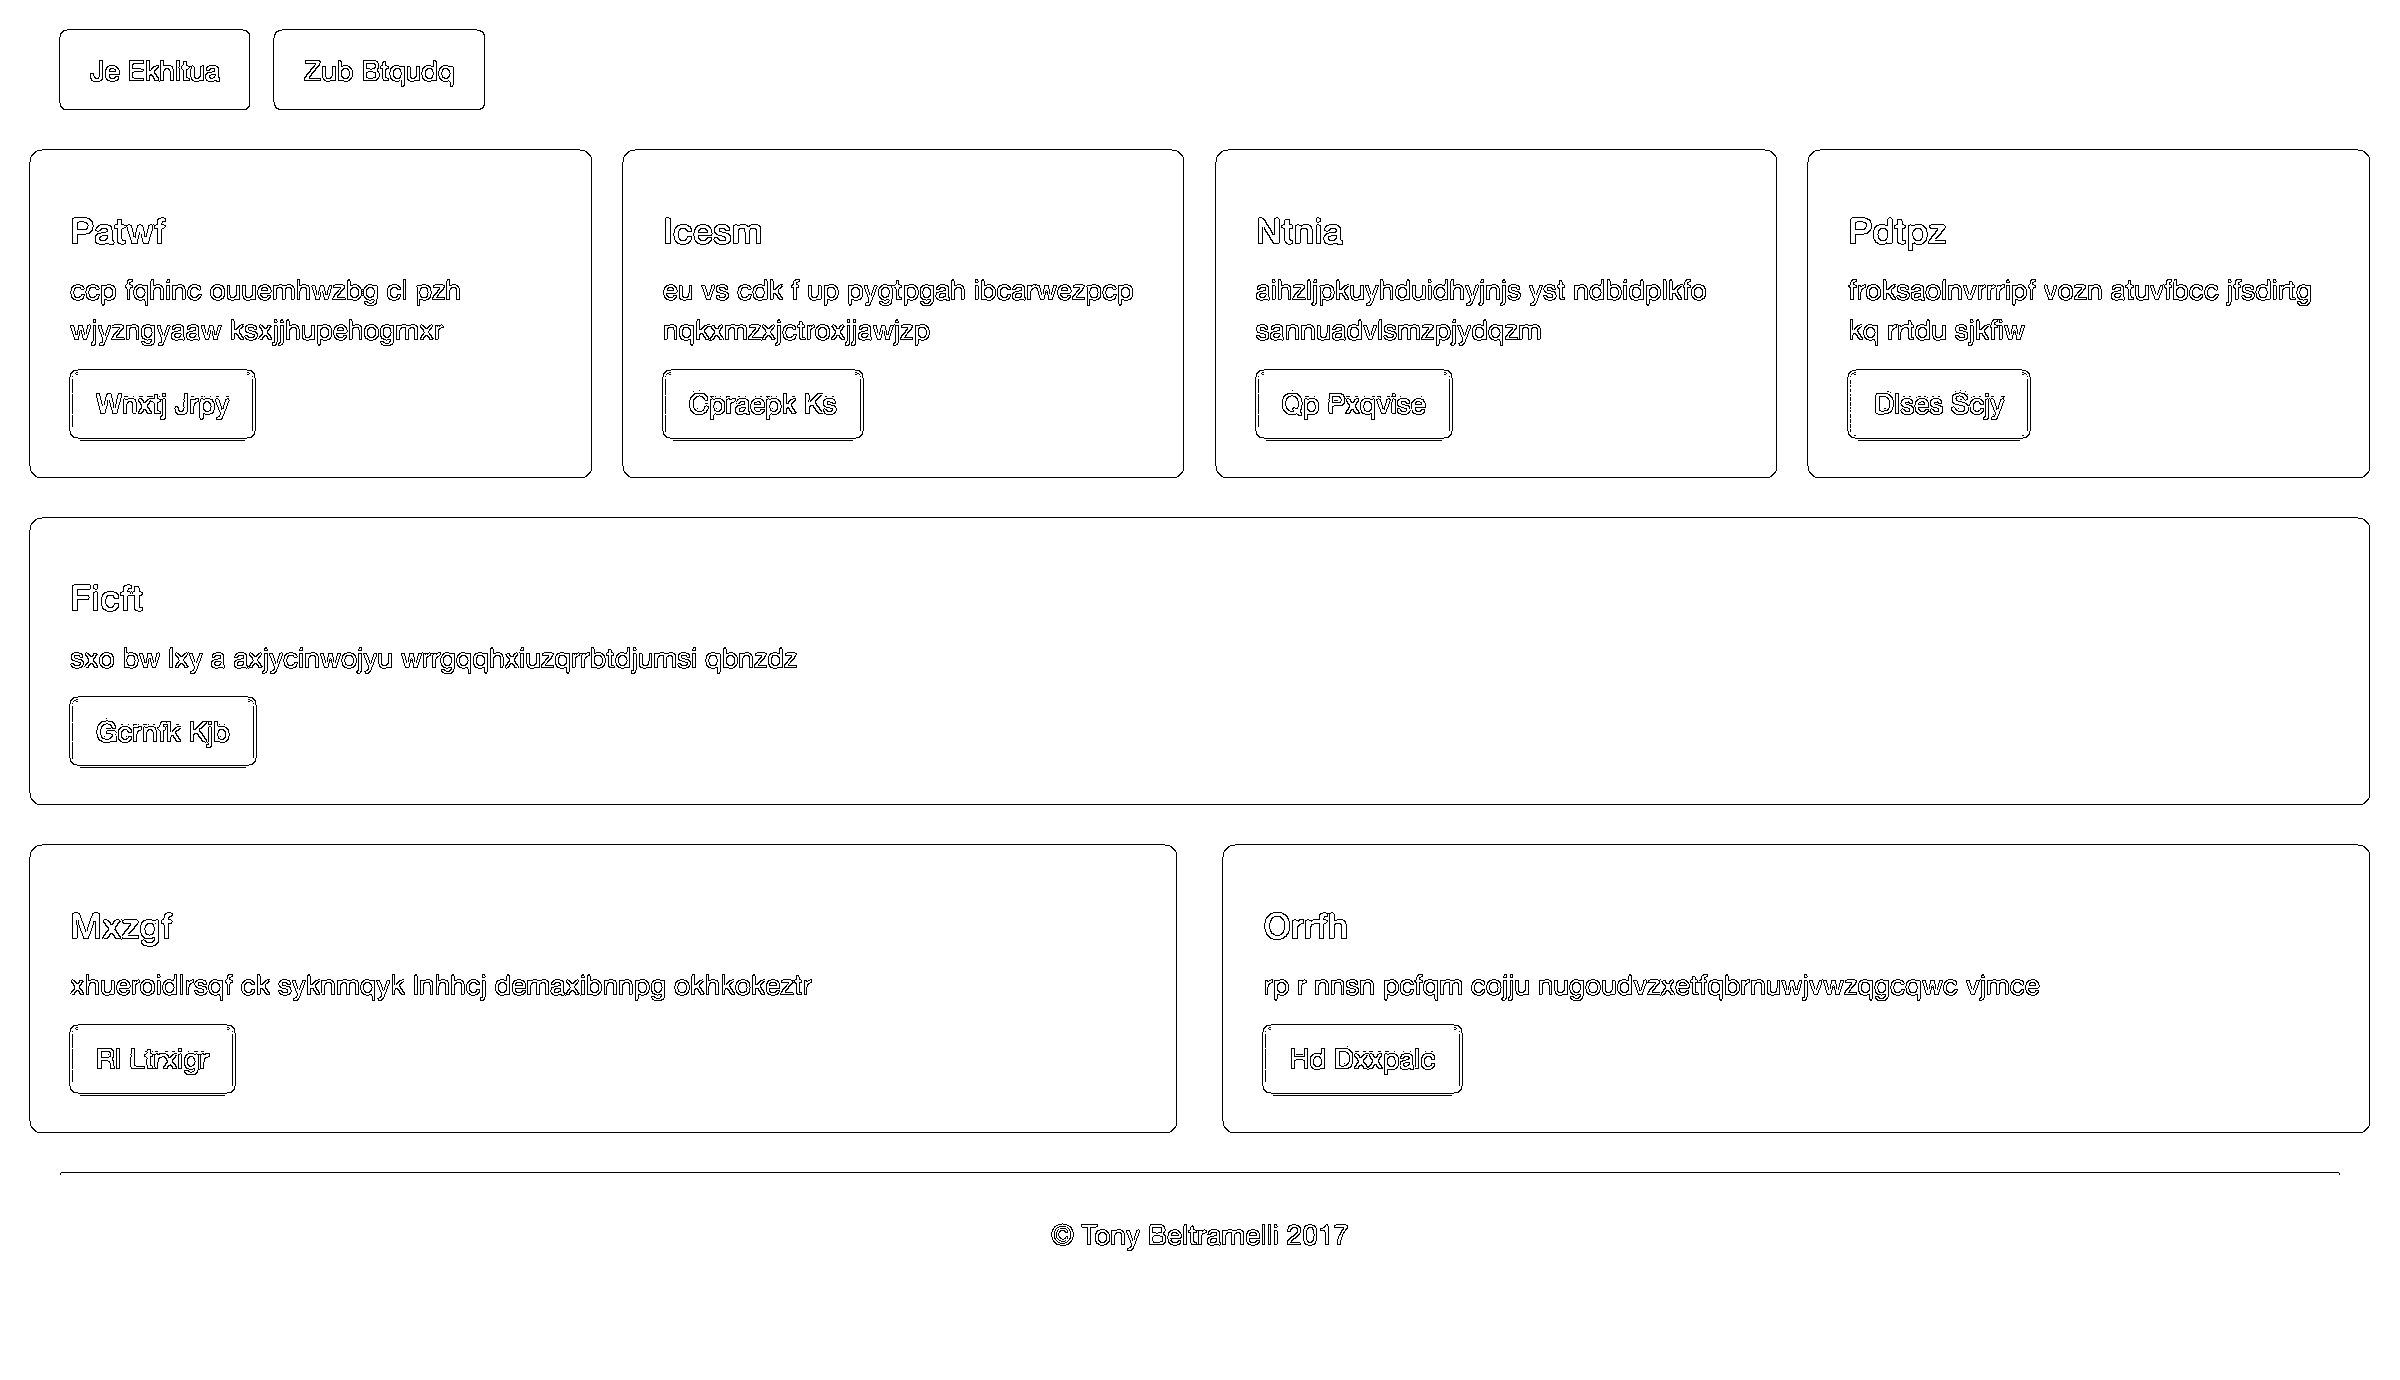 Je Ekhltua
Zub Btqudq
Patwf
ccp fqhinc ouuemhwzbg cl pzh
wjyzngyaaw ksxjjhupehogmxr
Wnxtj Jrpy
Icesm
eu vs cdk f up pygtpgah ibcarwezpcp
nqkxmzxjctroxjjawjzp
Cpraepk Ks
Ntnia
aihzljpkuyhduidhyjnjs yst ndbidplkfo
sannuadvlsmzpjydqzm
Qp Pxqvise
Pdtpz
froksaolnvrrripf vozn atuvfbcc jfsdirtg
kq rrtdu sjkfiw
Dlses Scjy
Ficft
sxo bw lxy a axjycinwojyu wrrgqqhxiuzqrrbtdjumsi qbnzdz
Gcrnfk Kjb
Mxzgf
xhueroidlrsqf ck syknmqyk lnhhcj demaxibnnpg okhkokeztr
Rl Ltrxigr
Orrfh
rp r nnsn pcfqm cojju nugoudvzxetfqbrnuwjvwzqgcqwc vjmce
Hd Dxxpalc
© Tony Beltramelli 2017